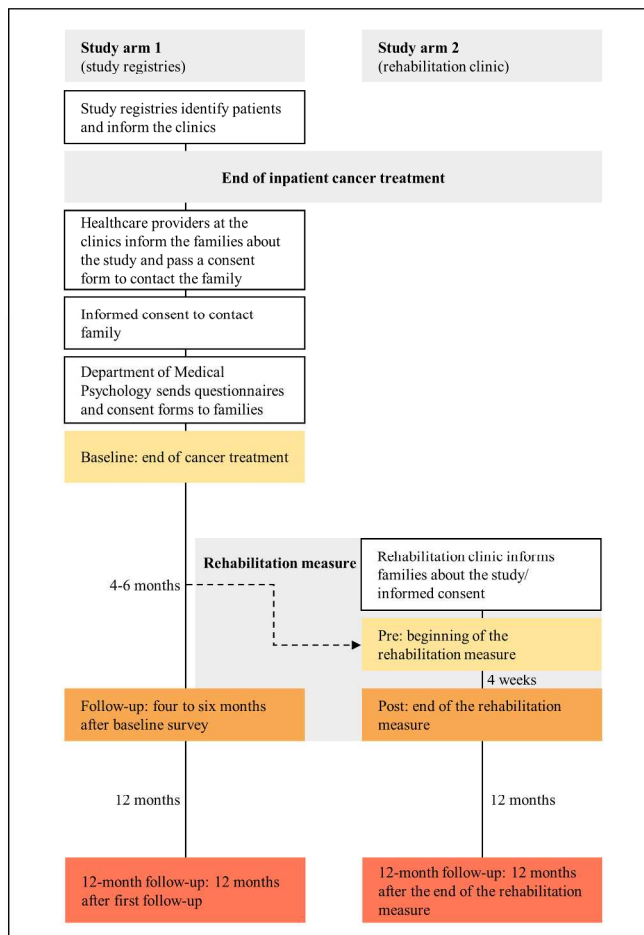 Study arm 1
(study registries)
Study arm 2
(rehabilitation clinic)
Study registries identify patients
and inform the clinics
End of inpatient cancer treatment
Healthcare providers at the
clinics inform the families about
the study and pass a consent
form to contact the family
Informed consent to contact
family
Department of Medical
Psychology sends questionnaires
and consent forms to families
Baseline: end of cancer treatment
4-6 months
Rehabilitation measure
Rehabilitation clinic informs
families about the study/
informed consent
Pre: beginning of the
rehabilitation measure
4 weeks
Follow-up: four to six months
after baseline survey
Post: end of the rehabilitation
measure
12 months
12 months
12-month follow-up: 12 months
after first follow-up
12-month follow-up: 12 months
after the end of the rehabilitation
measure